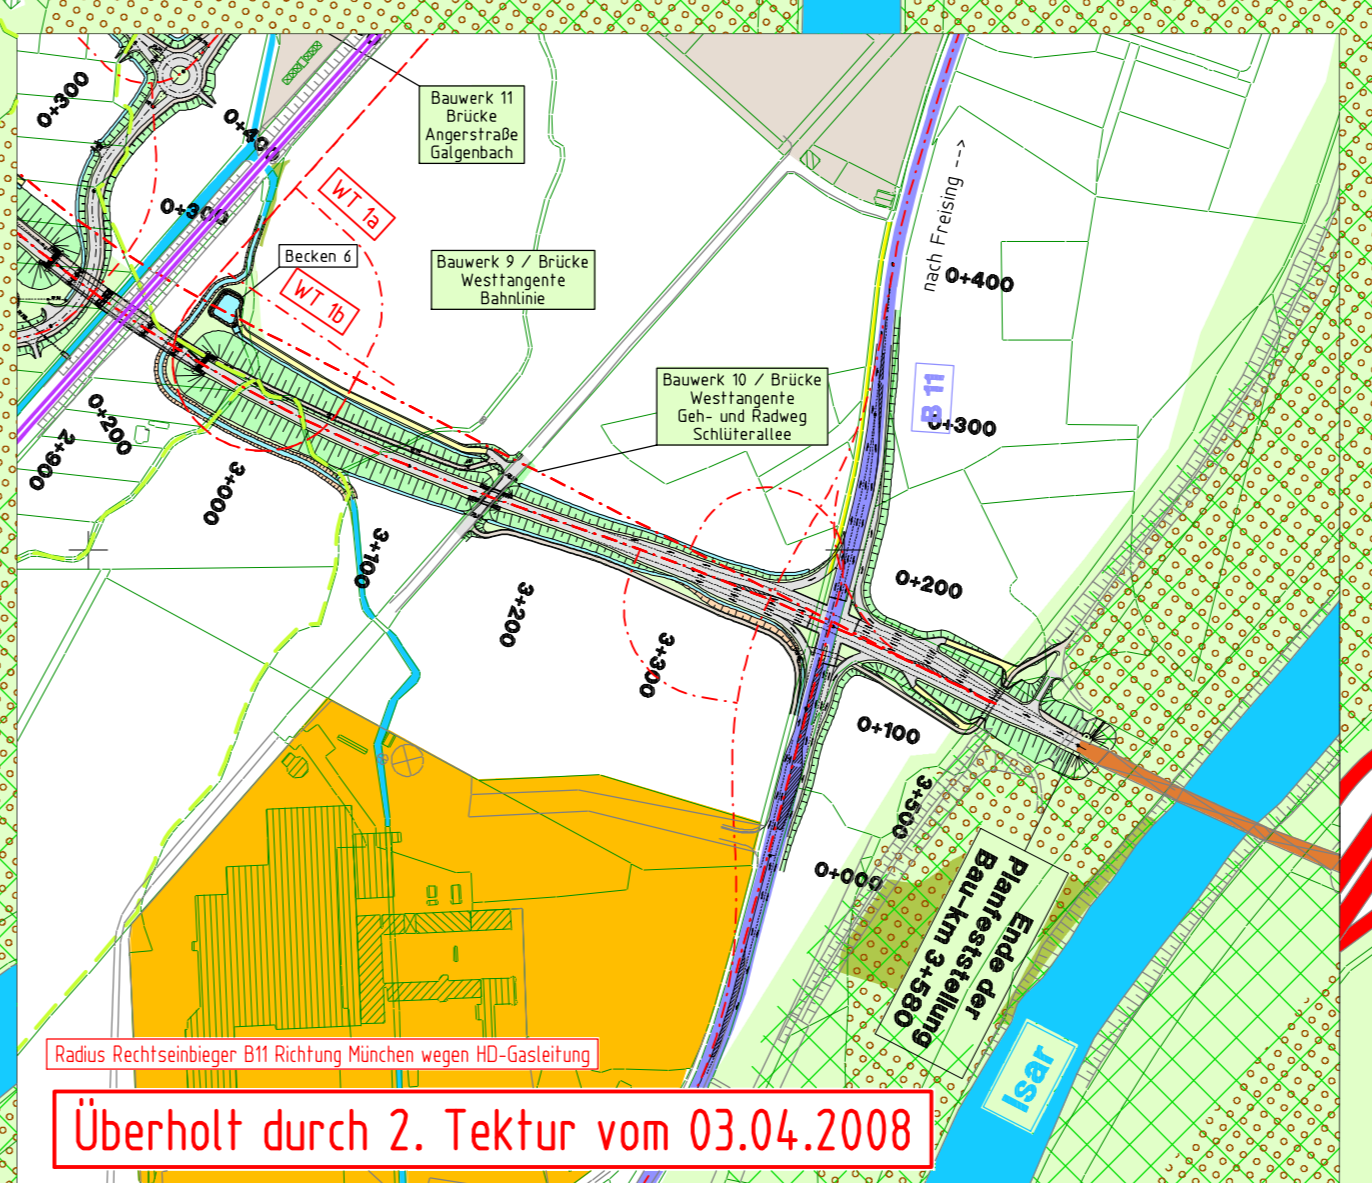 0+300
0+400
0+300
Bauwerk 11
Brücke
Angerstraße
Galgenbach
WT 1a
Becken 6
WT 1b
Bauwerk 9 / Brücke
Westtangente
Bahnlinie
nach Freising -->
0+400
Bauwerk 10 / Brücke
Westtangente
Geh- und Radweg
Schlüterallee
B 11
0+300
0+200
2+900
3+000
3+100
3+200
3+300
0+200
0+100
3+500
0+000
Ende der
Planfeststellung
Bau-km 3+580
Isar
Radius Rechtseinbieger B11 Richtung München wegen HD-Gasleitung
Überholt durch 2. Tektur vom 03.04.2008